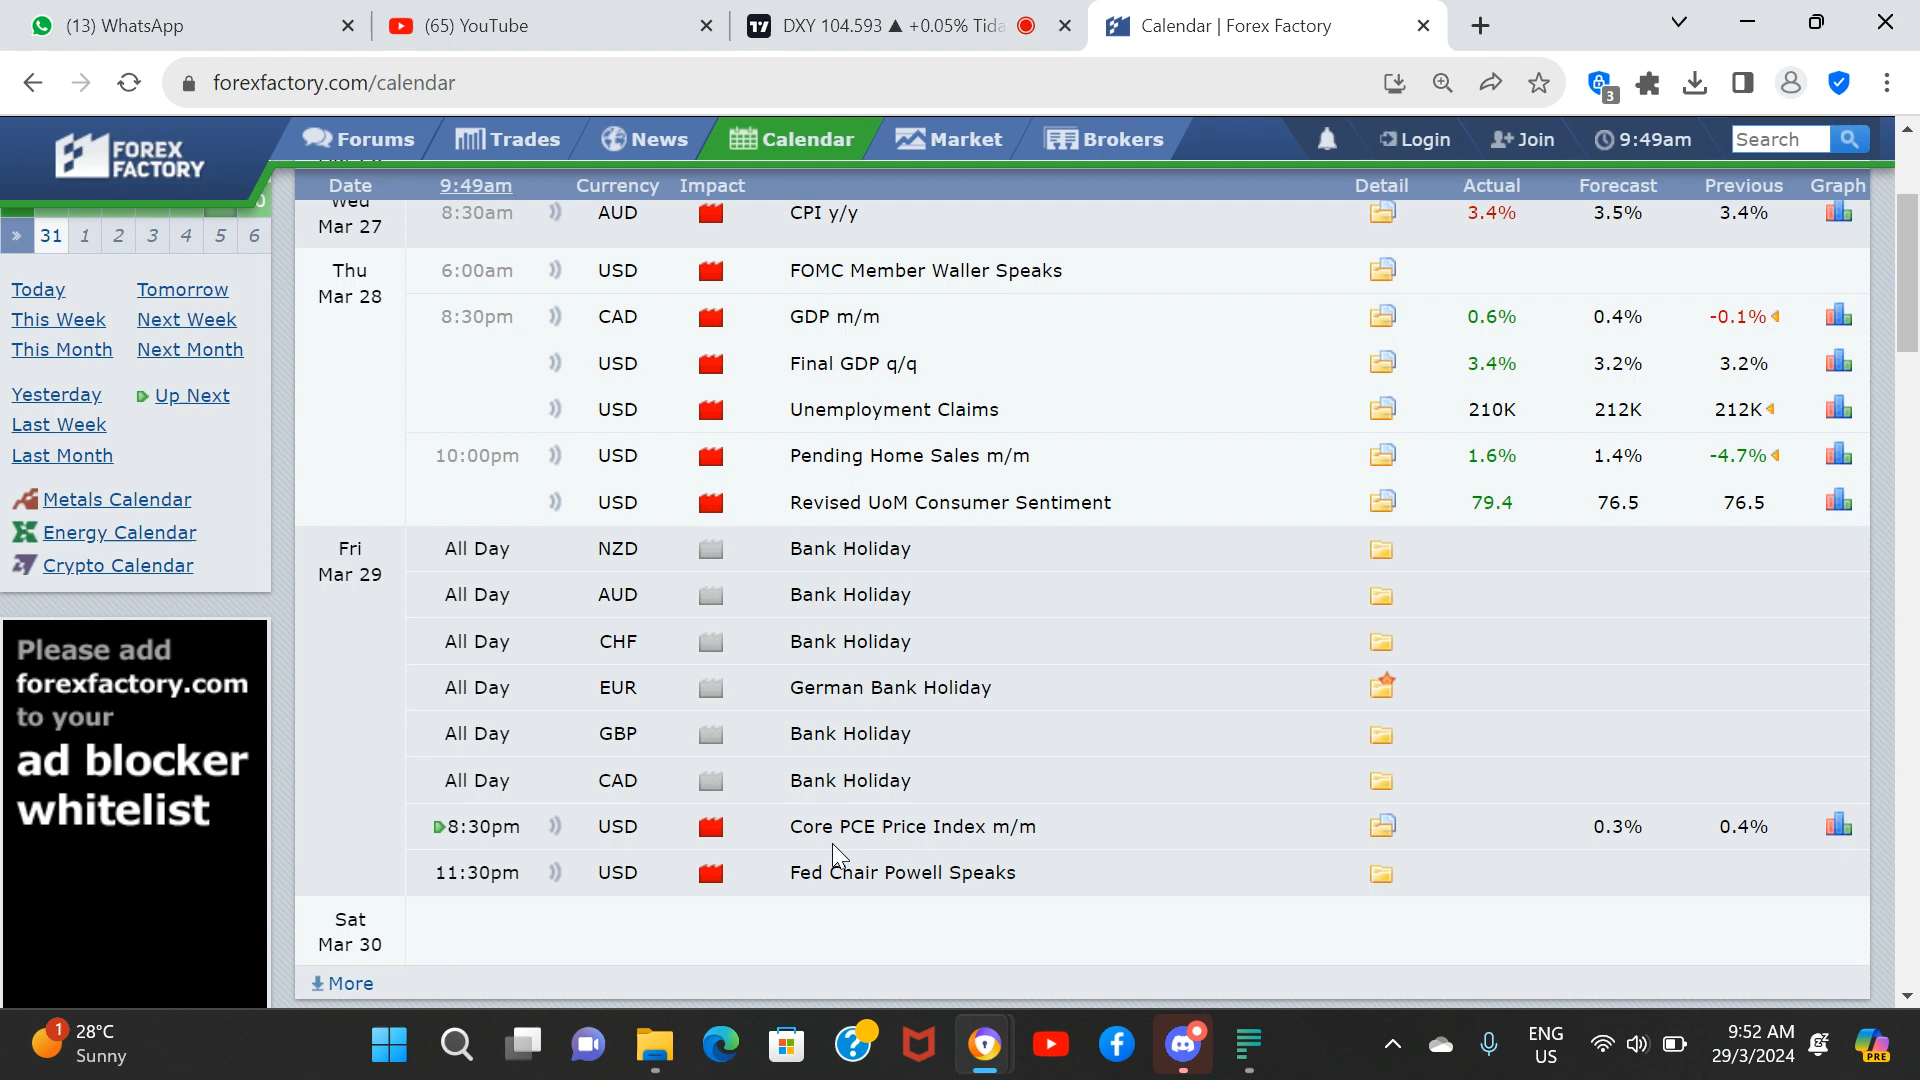 (13) WhatsApp
(65) YouTube
DXY 104.593 ▲ +0.05% Tida
Calendar | Forex Factory
forexfactory.com/calendar
3
FOREX
FACTORY
Forums
Trades
News
Calendar
Market
Brokers
Login
Join
9:49am
Search
Date 9:49am Currency Impact Detail Actual Forecast Previous Graph
» 31 1 2 3 4 5 6
Today Tomorrow
This Week Next Week
This Month Next Month
Yesterday Up Next
Last Week
Last Month
Metals Calendar
Energy Calendar
Crypto Calendar
Please add
forexfactory.com
to your
ad blocker
whitelist
Wed
Mar 27
8:30am AUD CPI y/y 3.4% 3.5% 3.4%
Thu
Mar 28
6:00am USD FOMC Member Waller Speaks
8:30pm CAD GDP m/m 0.6% 0.4% -0.1%
USD Final GDP q/q 3.4% 3.2% 3.2%
USD Unemployment Claims 210K 212K 212K
10:00pm USD Pending Home Sales m/m 1.6% 1.4% -4.7%
USD Revised UoM Consumer Sentiment 79.4 76.5 76.5
Fri
Mar 29
All Day NZD Bank Holiday
All Day AUD Bank Holiday
All Day CHF Bank Holiday
All Day EUR German Bank Holiday
All Day GBP Bank Holiday
All Day CAD Bank Holiday
8:30pm USD Core PCE Price Index m/m 0.3% 0.4%
11:30pm USD Fed Chair Powell Speaks
Sat
Mar 30
More
1
28°C
Sunny
ENG
US
9:52 AM
29/3/2024
PRE